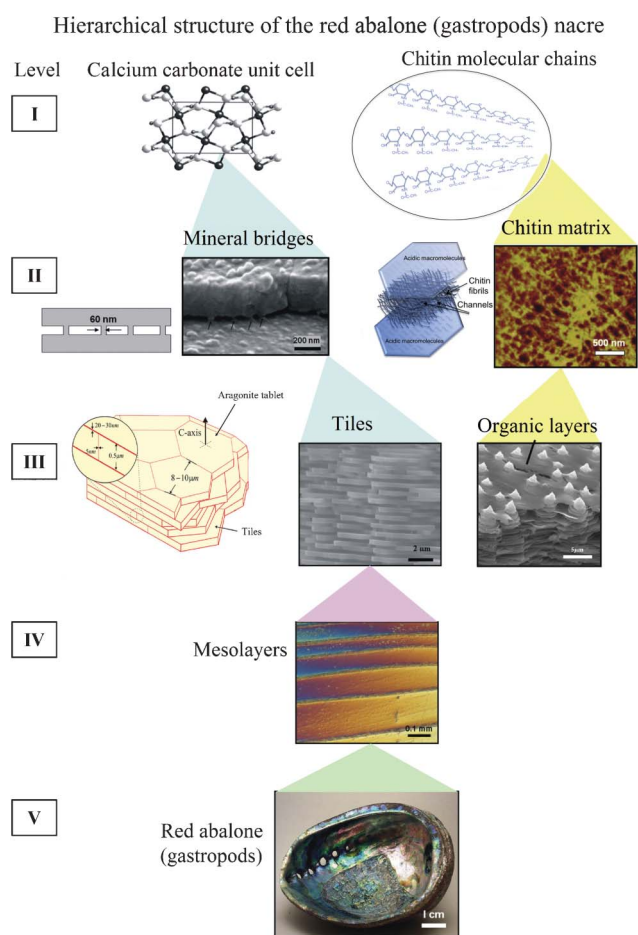 Hierarchical structure of the red abalone (gastropods) nacre
Level
Calcium carbonate unit cell
Chitin molecular chains
I
Mineral bridges
Chitin matrix
II
60 nm
200 nm
Acidic macromolecules
Chitin
fibrils
Channels
Acidic macromolecules
500 nm
Aragonite tablet
20-30nm
C-axis
5nm
0.5μm
8-10μm
Tiles
III
Tiles
2 um
Organic layers
5μm
IV
Mesolayers
0.1 mm
V
Red abalone
(gastropods)
1 cm